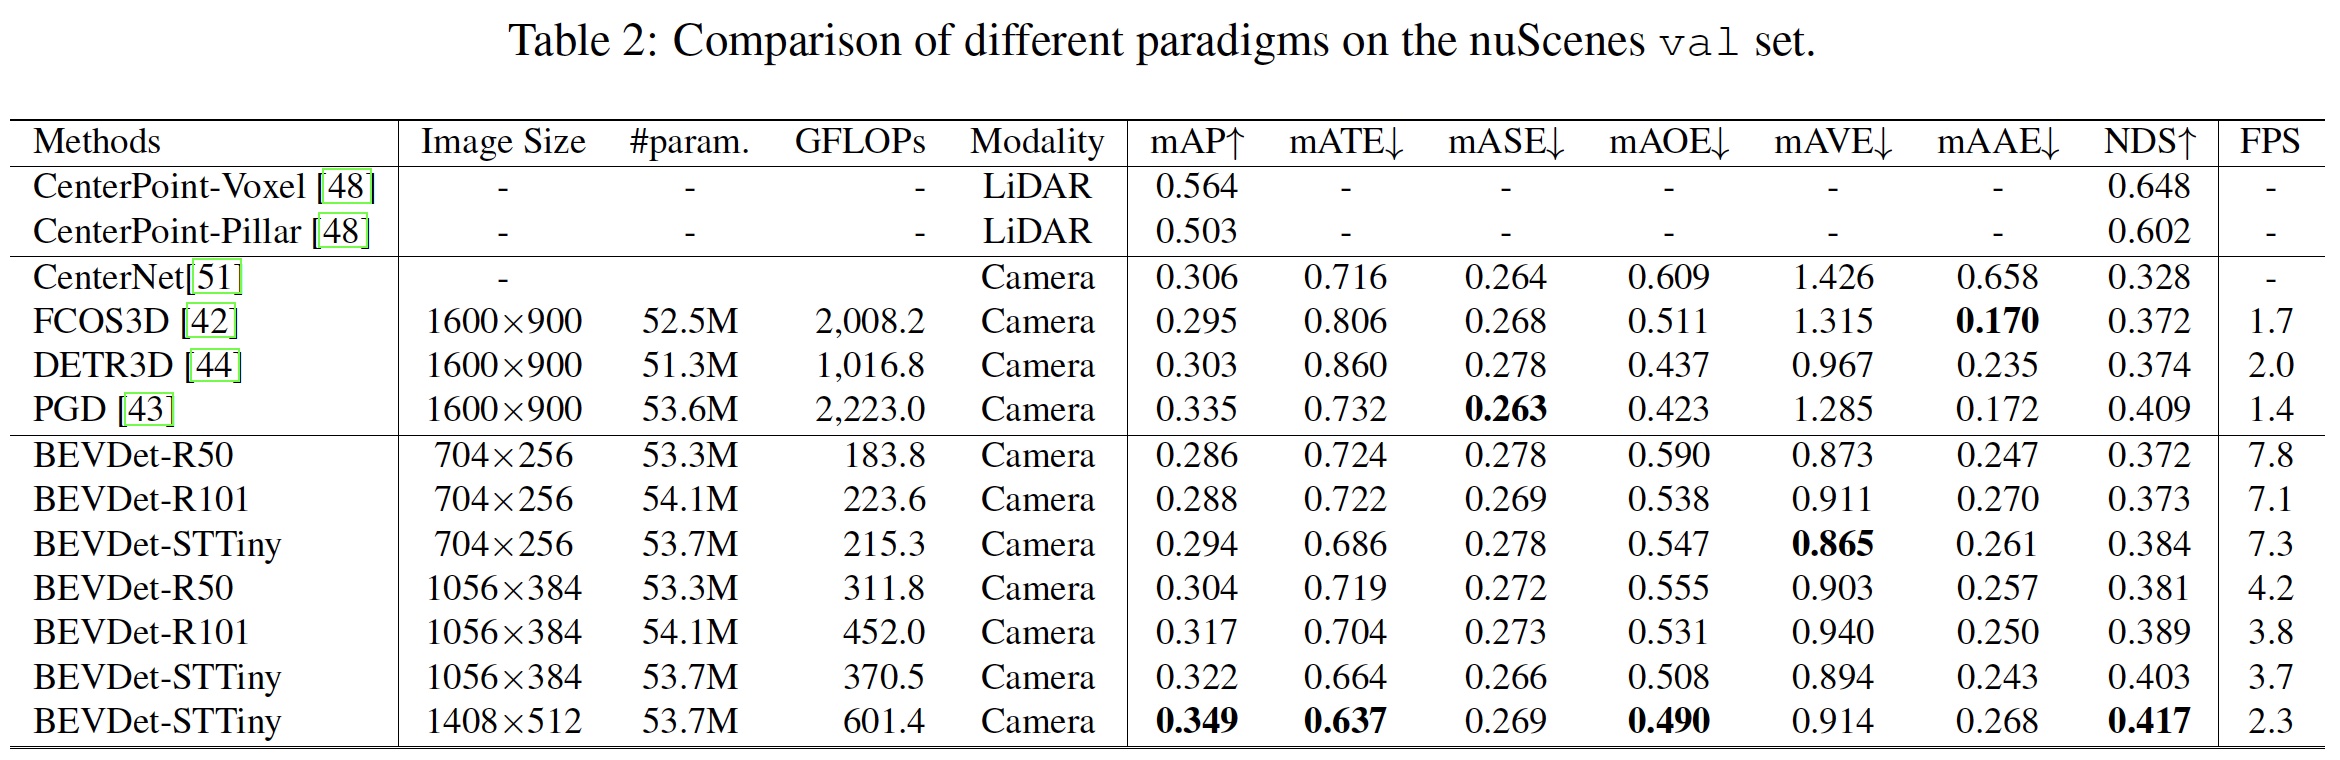 Table 2: Comparison of different paradigms on the nuScenes val set.
Methods Image Size #param. GFLOPs Modality mAP↑ mATE↓ mASE↓ mAOE↓ mAVE↓ mAAE↓ NDS↑ FPS
CenterPoint-Voxel [48] - - - LiDAR 0.564 - - - - - 0.648 -
CenterPoint-Pillar [48] - - - LiDAR 0.503 - - - - - 0.602 -
CenterNet[51] - Camera 0.306 0.716 0.264 0.609 1.426 0.658 0.328 -
FCOS3D [42] 1600×900 52.5M 2,008.2 Camera 0.295 0.806 0.268 0.511 1.315 0.170 0.372 1.7
DETR3D [44] 1600×900 51.3M 1,016.8 Camera 0.303 0.860 0.278 0.437 0.967 0.235 0.374 2.0
PGD [43] 1600×900 53.6M 2,223.0 Camera 0.335 0.732 0.263 0.423 1.285 0.172 0.409 1.4
BEVDet-R50 704×256 53.3M 183.8 Camera 0.286 0.724 0.278 0.590 0.873 0.247 0.372 7.8
BEVDet-R101 704×256 54.1M 223.6 Camera 0.288 0.722 0.269 0.538 0.911 0.270 0.373 7.1
BEVDet-STTiny 704×256 53.7M 215.3 Camera 0.294 0.686 0.278 0.547 0.865 0.261 0.384 7.3
BEVDet-R50 1056×384 53.3M 311.8 Camera 0.304 0.719 0.272 0.555 0.903 0.257 0.381 4.2
BEVDet-R101 1056×384 54.1M 452.0 Camera 0.317 0.704 0.273 0.531 0.940 0.250 0.389 3.8
BEVDet-STTiny 1056×384 53.7M 370.5 Camera 0.322 0.664 0.266 0.508 0.894 0.243 0.403 3.7
BEVDet-STTiny 1408×512 53.7M 601.4 Camera 0.349 0.637 0.269 0.490 0.914 0.268 0.417 2.3